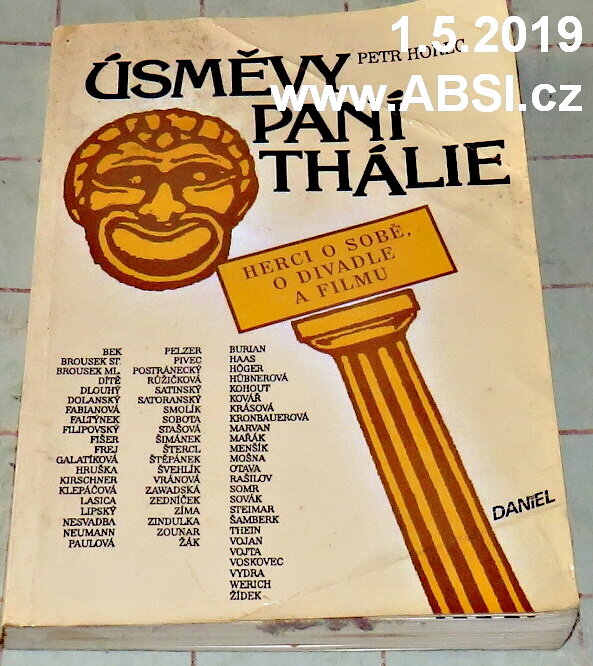 1.5.2019
PETR HOREC
www.ABSI.cz
ÚSMĚVY
PANÍ
THÁLIE
HERCI O SOBĚ,
O DIVADLE
A FILMU
BEK
BROUSEK ST.
BROUSEK ML.
DÍTĚ
DLOUHÝ
DOLANSKÝ
FABIANOVÁ
FALTÝNEK
FILIPOVSKÝ
FIŠER
FREJ
GALATÍKOVÁ
HRUŠKA
KIRSCHNER
KLEPÁČOVÁ
LASICA
LIPSKÝ
NESVADBA
NEUMANN
PAULOVÁ
PELZER
PIVEC
POSTRÁNECKÝ
RŮŽIČKOVÁ
SATINSKÝ
SATORANSKÝ
SMOLÍK
SOBOTA
STAŠOVÁ
ŠIMÁNEK
ŠTERCL
ŠTĚPÁNEK
ŠVEHLÍK
VRÁNOVÁ
ZAWADSKÁ
ZEDNÍČEK
ZÍMA
ZINDULKA
ZOUNAR
ŽÁK
BURIAN
HAAS
HÖGER
HÜBNEROVÁ
KOHOUT
KOVÁŘ
KRÁSOVÁ
KRONBAUEROVÁ
MARVAN
MAŘÁK
MENŠÍK
MOŠNA
OTAVA
RAŠILOV
SOMR
SOVÁK
STEIMAR
ŠAMBERK
THEIN
VOJAN
VOJTA
VOSKOVEC
VYDRA
WERICH
ŽÍDEK
DANIEL